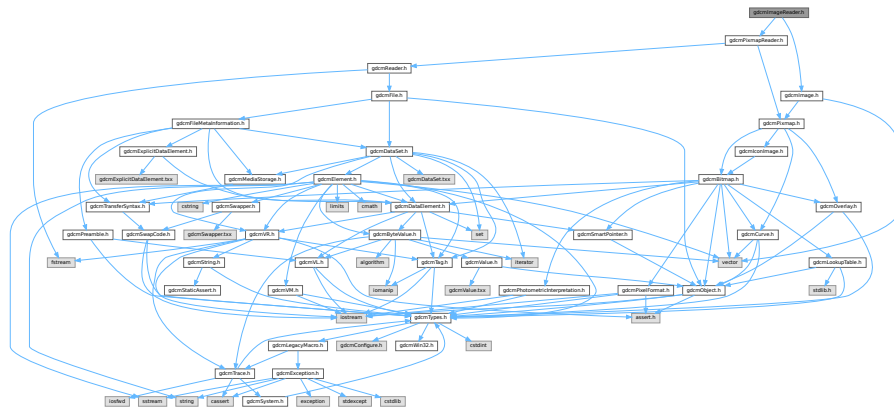 gdcmImageReader.h
gdcmPixmapReader.h
gdcmReader.h
gdcmFile.h
gdcmImage.h
gdcmFileMetaInformation.h
gdcmPixmap.h
gdcmExplicitDataElement.h
gdcmDataSet.h
gdcmIconImage.h
gdcmExplicitDataElement.txx
gdcmMediaStorage.h
gdcmElement.h
gdcmDataSet.txx
gdcmBitmap.h
gdcmTransferSyntax.h
cstring
gdcmSwapper.h
limits
cmath
gdcmDataElement.h
gdcmOverlay.h
gdcmPreamble.h
gdcmSwapCode.h
gdcmSwapper.txx
gdcmVR.h
gdcmByteValue.h
set
gdcmSmartPointer.h
gdcmCurve.h
fstream
gdcmString.h
gdcmVL.h
algorithm
gdcmTag.h
gdcmValue.h
iterator
vector
gdcmLookupTable.h
gdcmStaticAssert.h
gdcmVM.h
iomanip
gdcmValue.txx
gdcmPhotometricInterpretation.h
gdcmPixelFormat.h
gdcmObject.h
stdlib.h
iostream
gdcmTypes.h
assert.h
gdcmLegacyMacro.h
gdcmConfigure.h
gdcmWin32.h
cstdint
gdcmTrace.h
gdcmException.h
iosfwd
sstream
string
cassert
gdcmSystem.h
exception
stdexcept
cstdlib